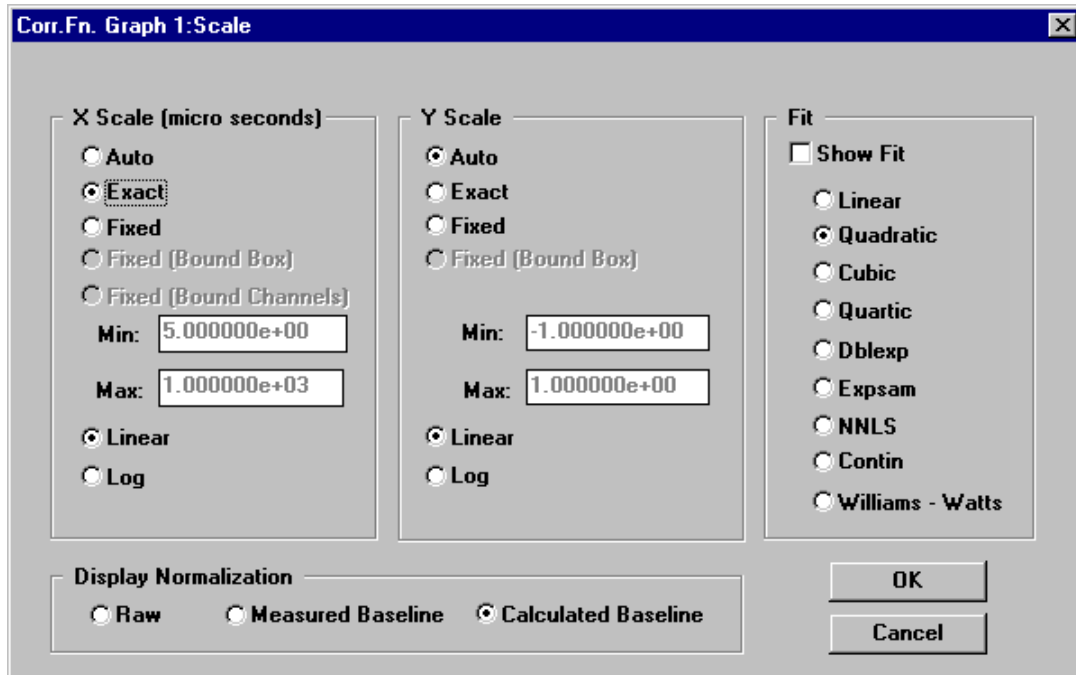 Corr.Fn. Graph 1:Scale
X Scale (micro seconds)
Auto
Exact
Fixed
Fixed (Bound Box)
Fixed (Bound Channels)
Min: 5.000000e+00
Max: 1.000000e+03
Linear
Log
Y Scale
Auto
Exact
Fixed
Fixed (Bound Box)
Min: -1.000000e+00
Max: 1.000000e+00
Linear
Log
Fit
Show Fit
Linear
Quadratic
Cubic
Quartic
Dblexp
Expsam
NNLS
Contin
Williams - Watts
Display Normalization
Raw Measured Baseline Calculated Baseline
OK
Cancel